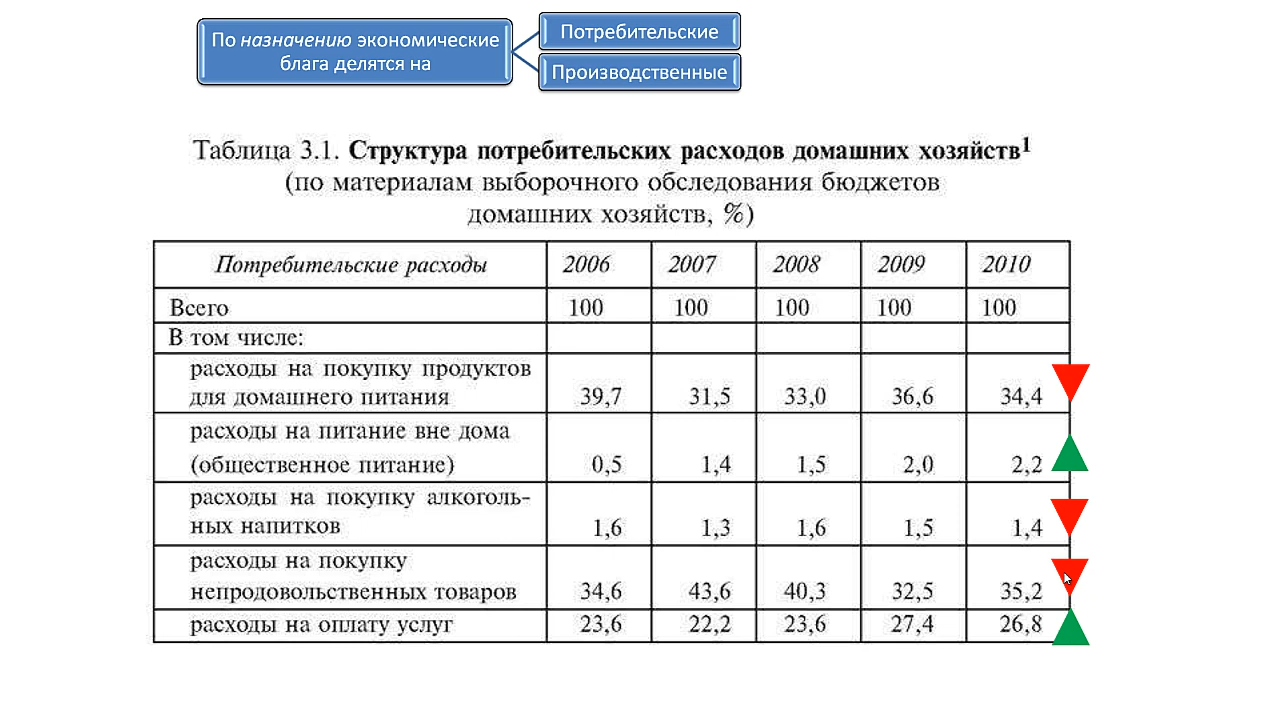 По назначению экономические
блага делятся на
Потребительские
Производственные
Таблица 3.1. Структура потребительских расходов домашних хозяйств¹
(по материалам выборочного обследования бюджетов
домашних хозяйств, %)
Потребительские расходы 2006 2007 2008 2009 2010
Всего 100 100 100 100 100
В том числе:
расходы на покупку продуктов
для домашнего питания 39,7 31,5 33,0 36,6 34,4
расходы на питание вне дома
(общественное питание) 0,5 1,4 1,5 2,0 2,2
расходы на покупку алкоголь-
ных напитков 1,6 1,3 1,6 1,5 1,4
расходы на покупку
непродовольственных товаров 34,6 43,6 40,3 32,5 35,2
расходы на оплату услуг 23,6 22,2 23,6 27,4 26,8